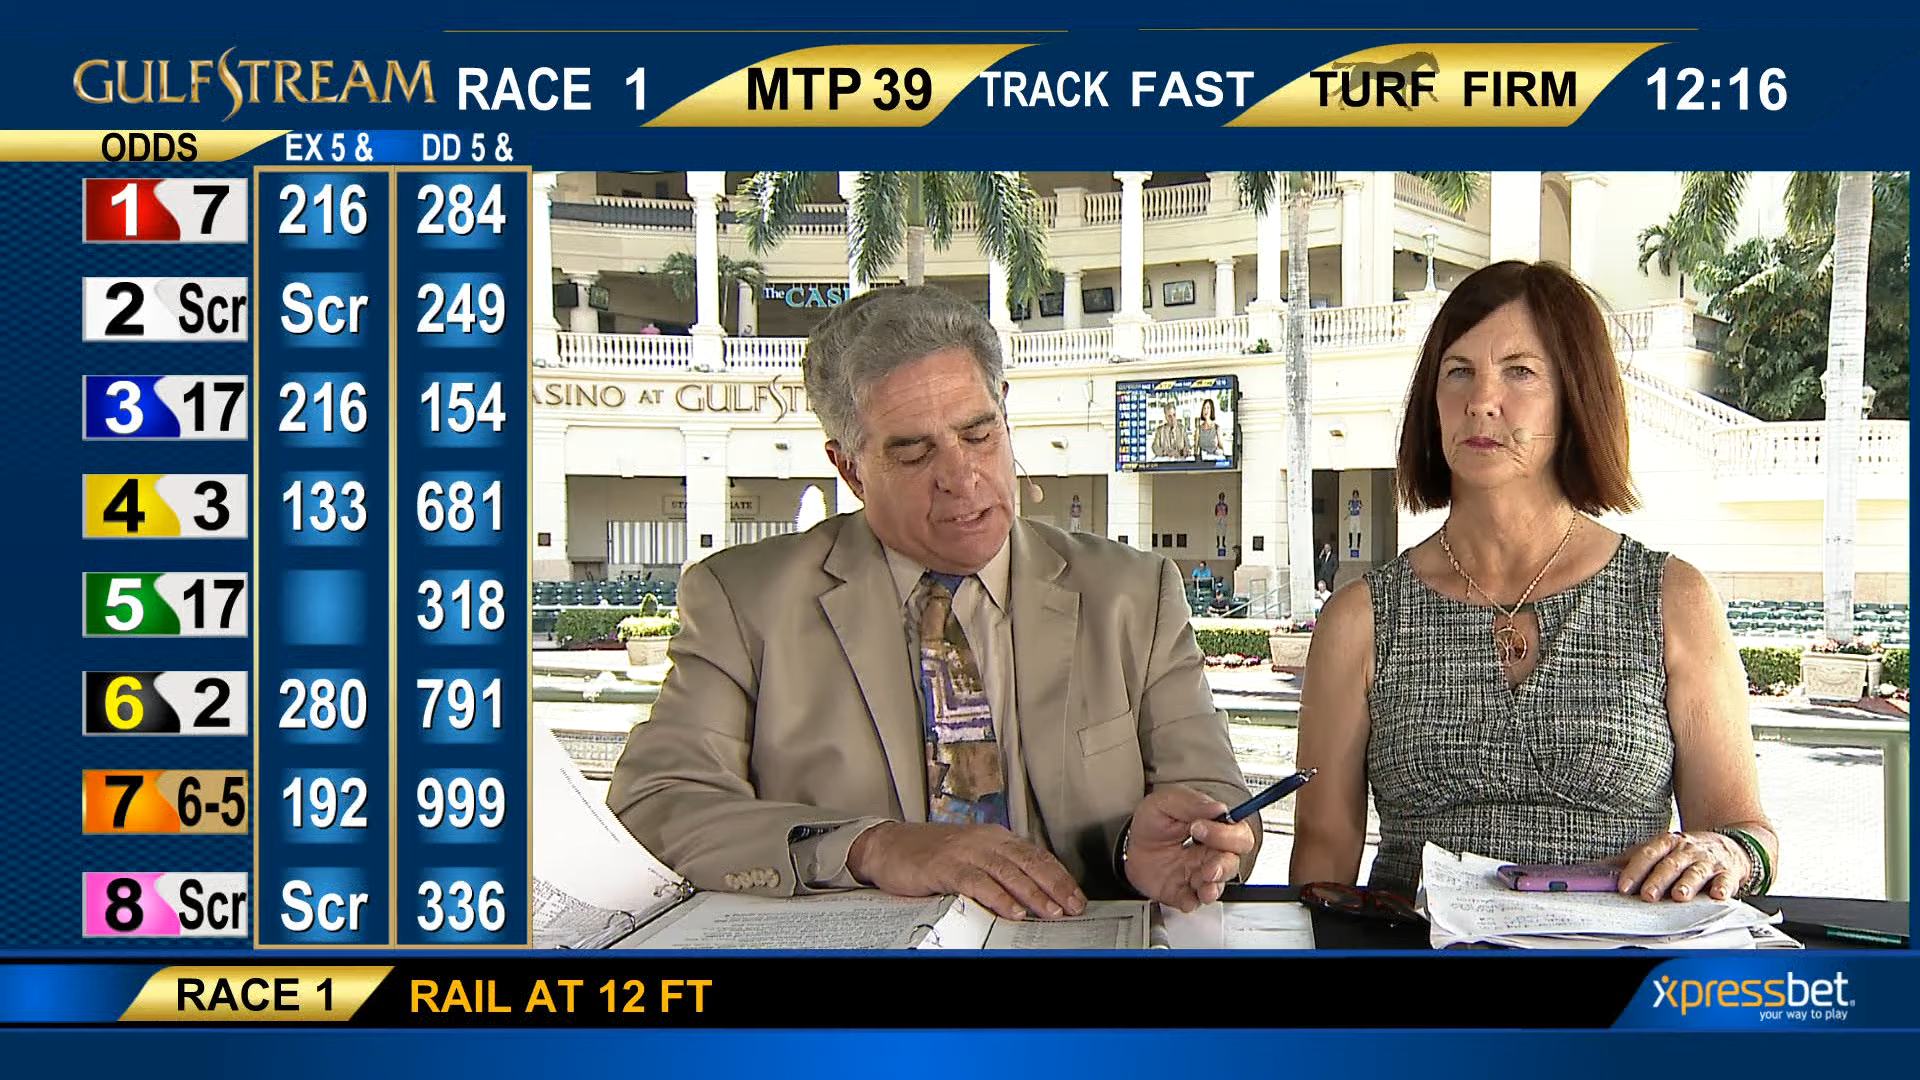 GULFSTREAM RACE 1 MTP 39 TRACK FAST TURF FIRM 12:16
ODDS EX 5 & DD 5 &
1 7 216 284
2 Scr Scr 249
3 17 216 154
4 3 133 681
5 17 318
6 2 280 791
7 6-5 192 999
8 Scr Scr 336
The CAS
ASINO AT GULFST
RACE 1 RAIL AT 12 FT
xpressbet
your way to play